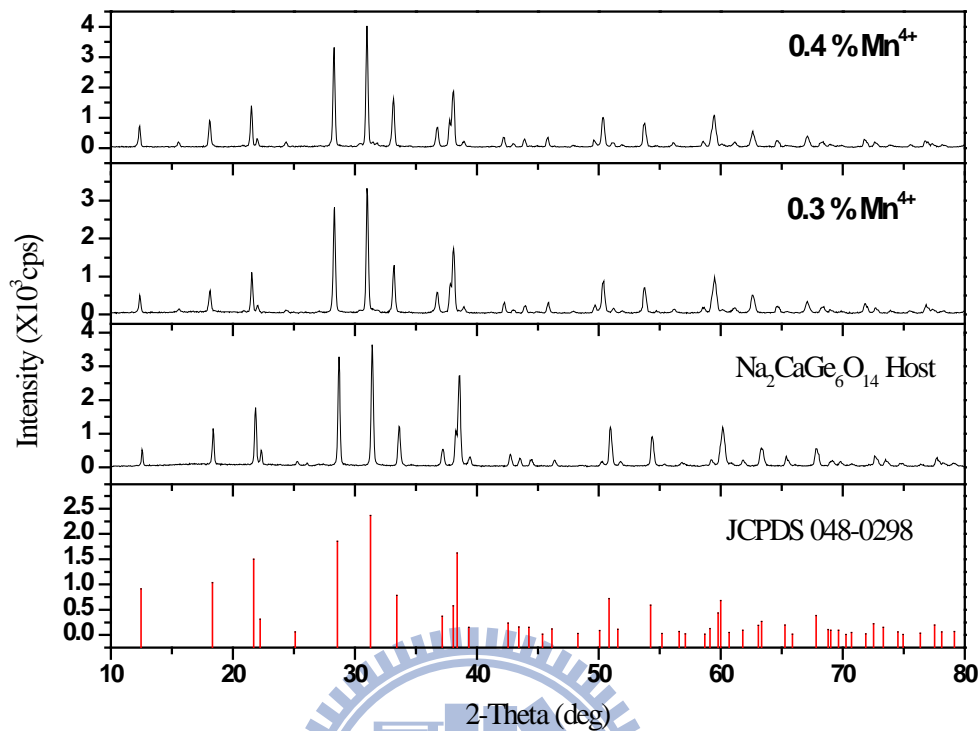 4
3
2
1
0
0.4 % Mn⁴⁺
3
2
1
0
0.3 % Mn⁴⁺
4
3
2
1
0
Na₂CaGe₆O₁₄ Host
2.5
2.0
1.5
1.0
0.5
0.0
JCPDS 048-0298
Intensity (X10³cps)
10 20 30 40 50 60 70 80
2-Theta (deg)